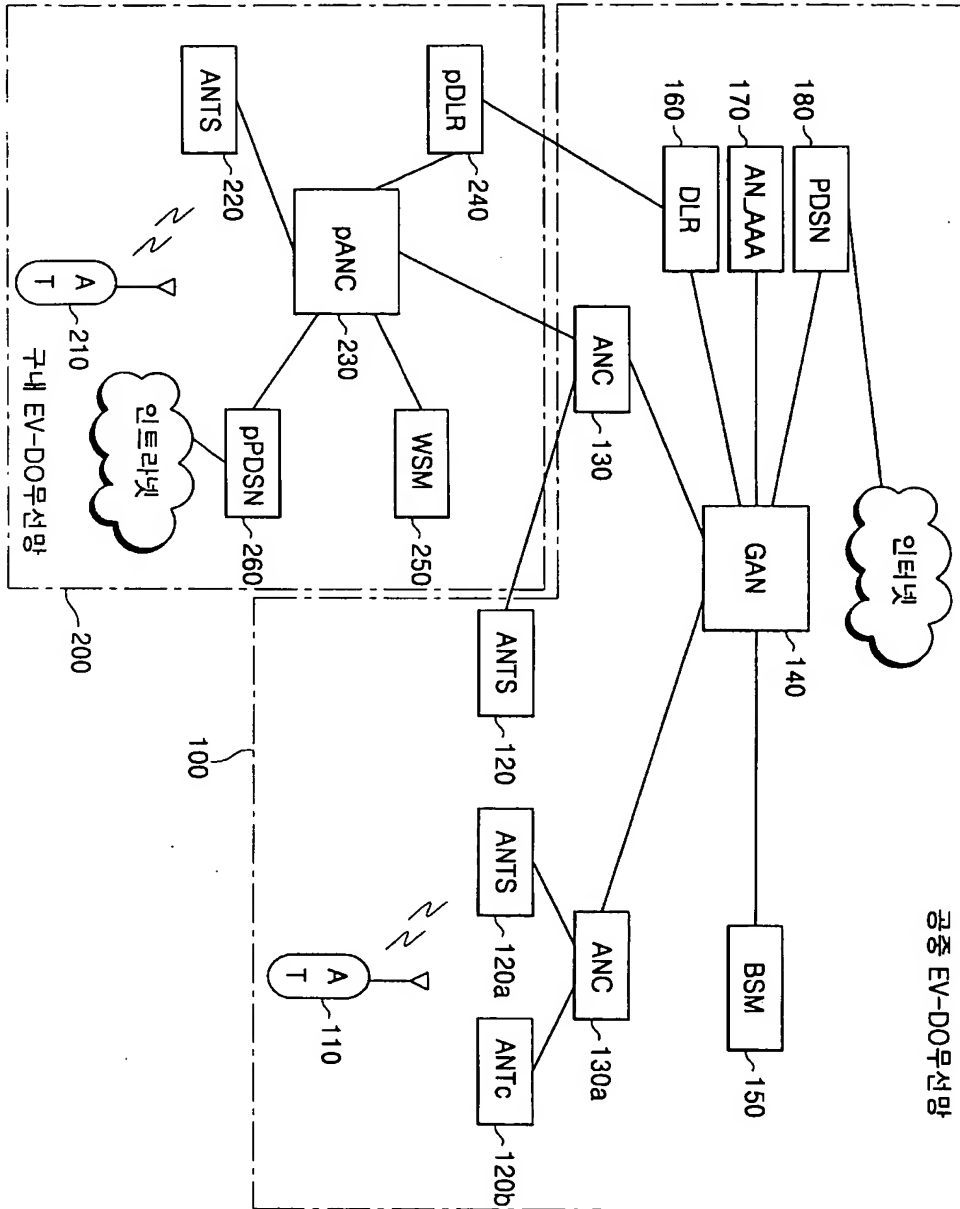 공중 EV-DO무선망
인터넷
180
PDSN
170
AN_AAA
160
DLR
GAN
140
BSM
150
ANC
130
ANC
130a
ANTS
120
ANTS
120a
ANTc
120b
A
T
110
100
pDLR
240
ANTS
220
pANC
230
WSM
250
pPDSN
260
인트라넷
A
T
210
구내 EV-DO무선망
200